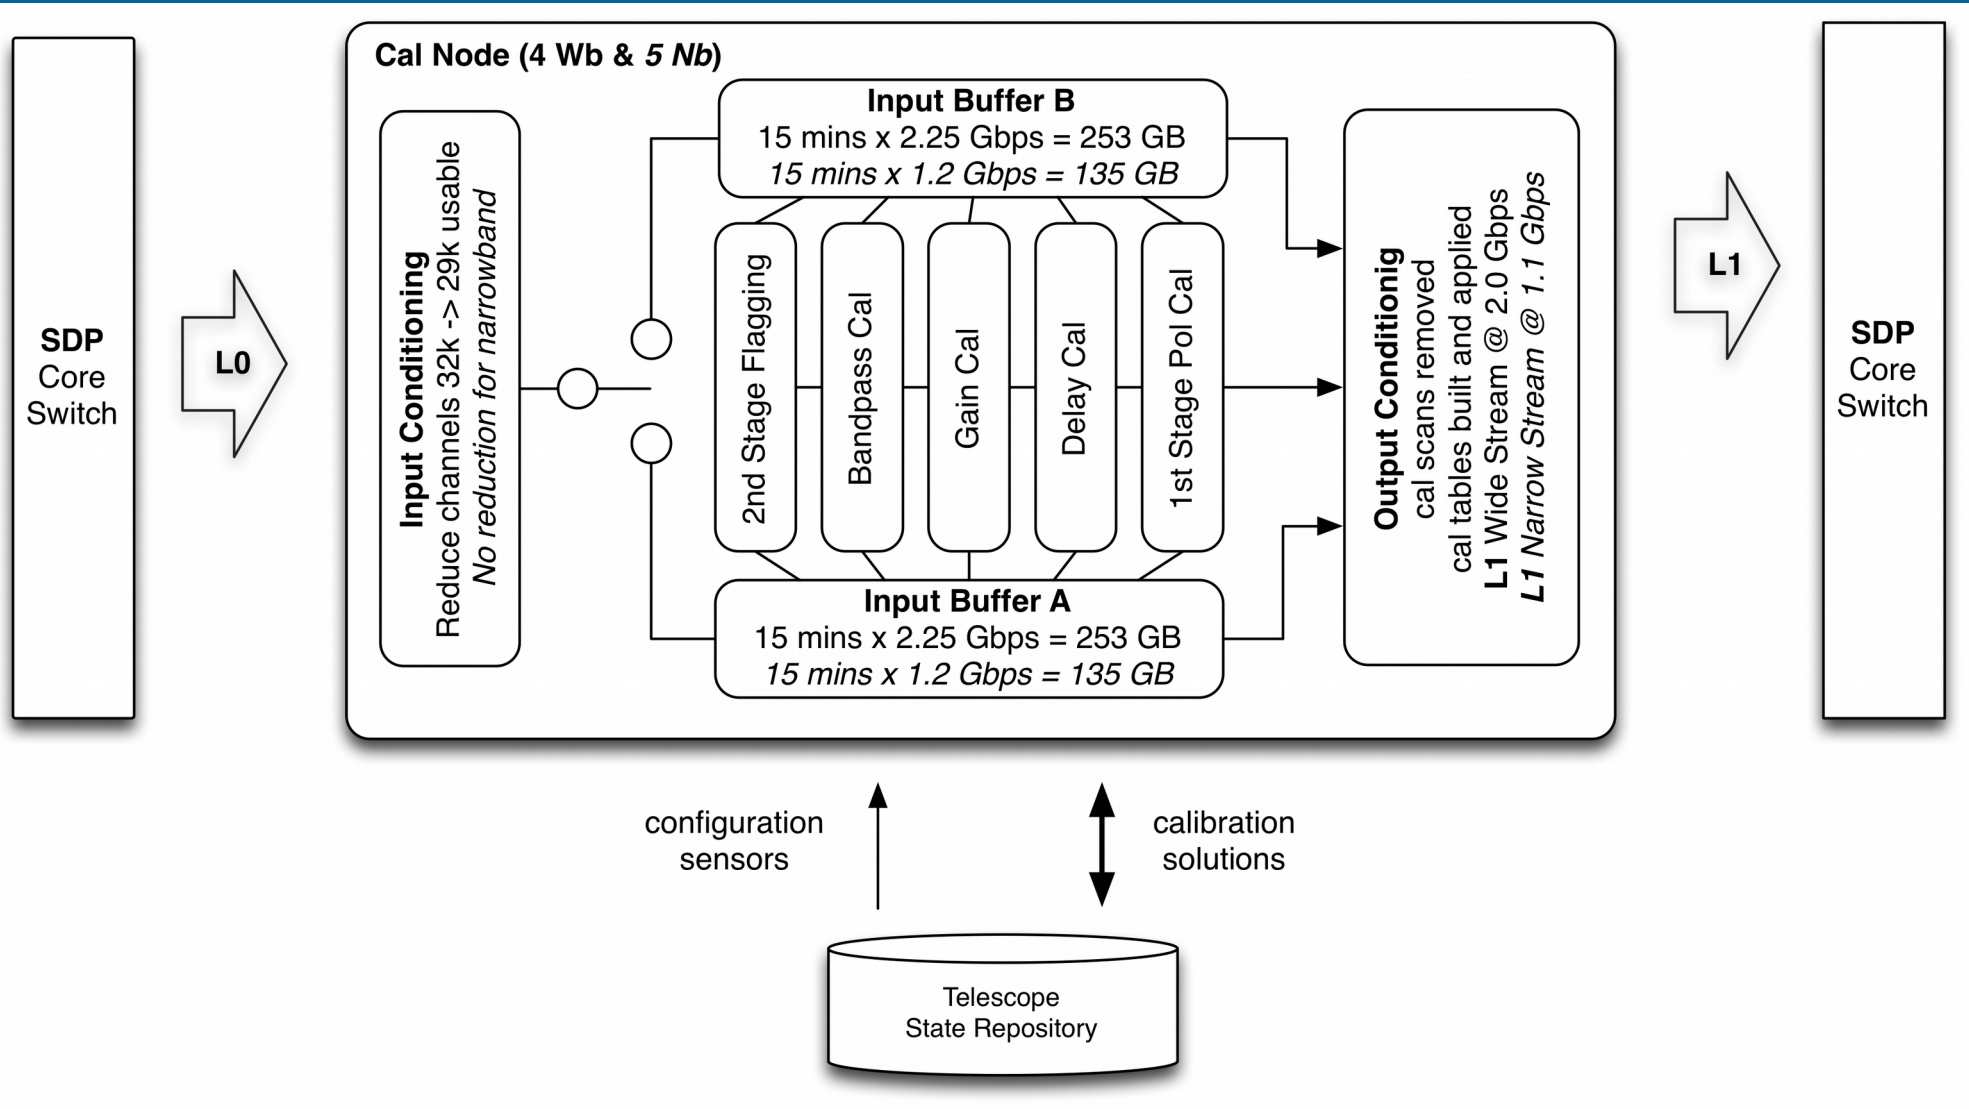 SDP
Core
Switch
L0
Cal Node (4 Wb & 5 Nb)
Input Conditioning
Reduce channels 32k -> 29k usable
No reduction for narrowband
Input Buffer B
15 mins x 2.25 Gbps = 253 GB
15 mins x 1.2 Gbps = 135 GB
2nd Stage Flagging
Bandpass Cal
Gain Cal
Delay Cal
1st Stage Pol Cal
Input Buffer A
15 mins x 2.25 Gbps = 253 GB
15 mins x 1.2 Gbps = 135 GB
Output Conditionig
cal scans removed
cal tables built and applied
L1 Wide Stream @ 2.0 Gbps
L1 Narrow Stream @ 1.1 Gbps
L1
SDP
Core
Switch
configuration
sensors
calibration
solutions
Telescope
State Repository